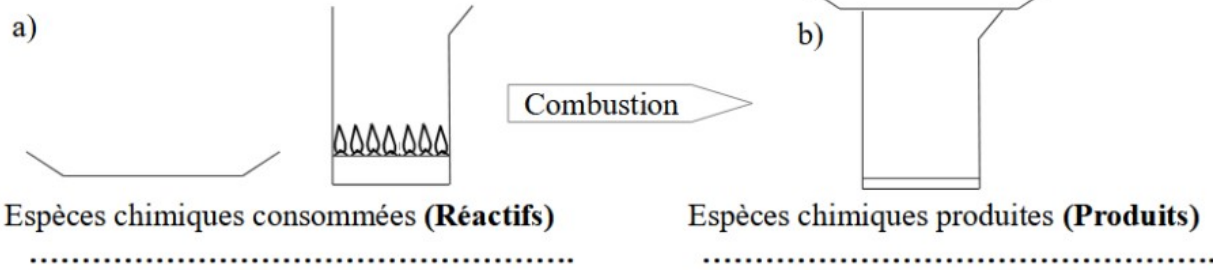 a)
b)
Combustion
Espèces chimiques consommées (Réactifs)
Espèces chimiques produites (Produits)
......................................................
...................................................